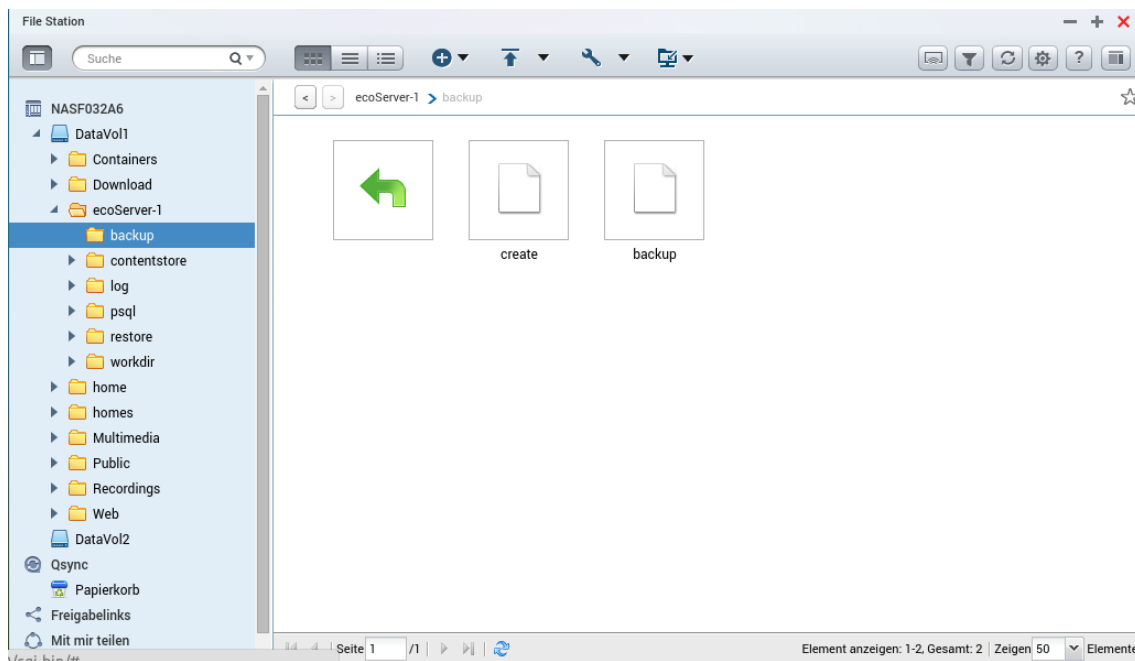 File Station
Suche
ecoServer-1 > backup
NASF032A6
DataVol1
Containers
Download
ecoServer-1
backup
contentstore
log
psql
restore
workdir
home
homes
Multimedia
Public
Recordings
Web
DataVol2
Qsync
Papierkorb
Freigabelinks
Mit mir teilen
create
backup
Seite 1 /1
Element anzeigen: 1-2, Gesamt: 2 Zeigen 50 Elemente